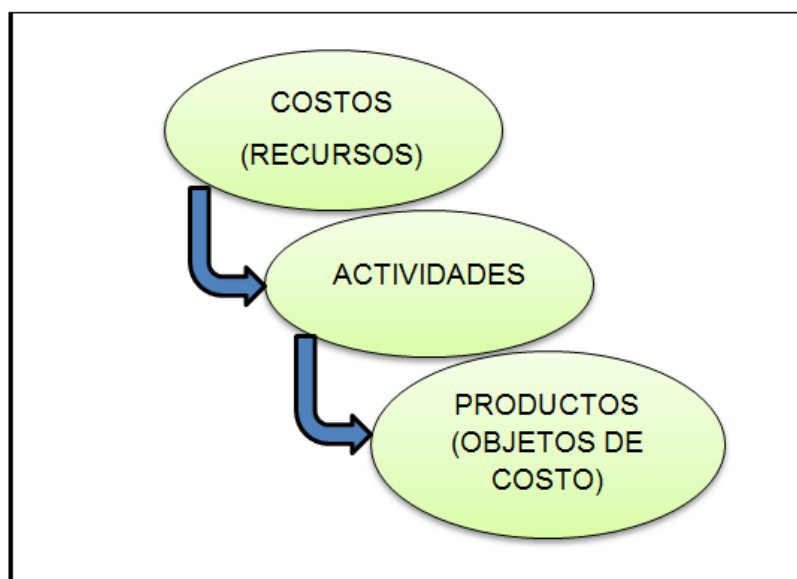 COSTOS
(RECURSOS)
ACTIVIDADES
PRODUCTOS
(OBJETOS DE
COSTO)